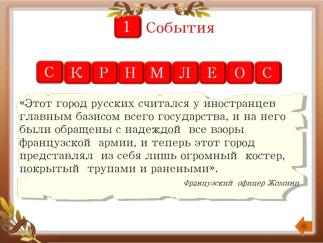 1 События
С К Р Н М Л Е О С
«Этот город русских считался у иностранцев
главным базисом всего государства, и на него
были обращены с надеждой все взоры
французской армии, и теперь этот город
представлял из себя лишь огромный костер,
покрытый трупами и ранеными».
Французский офицер Жомини